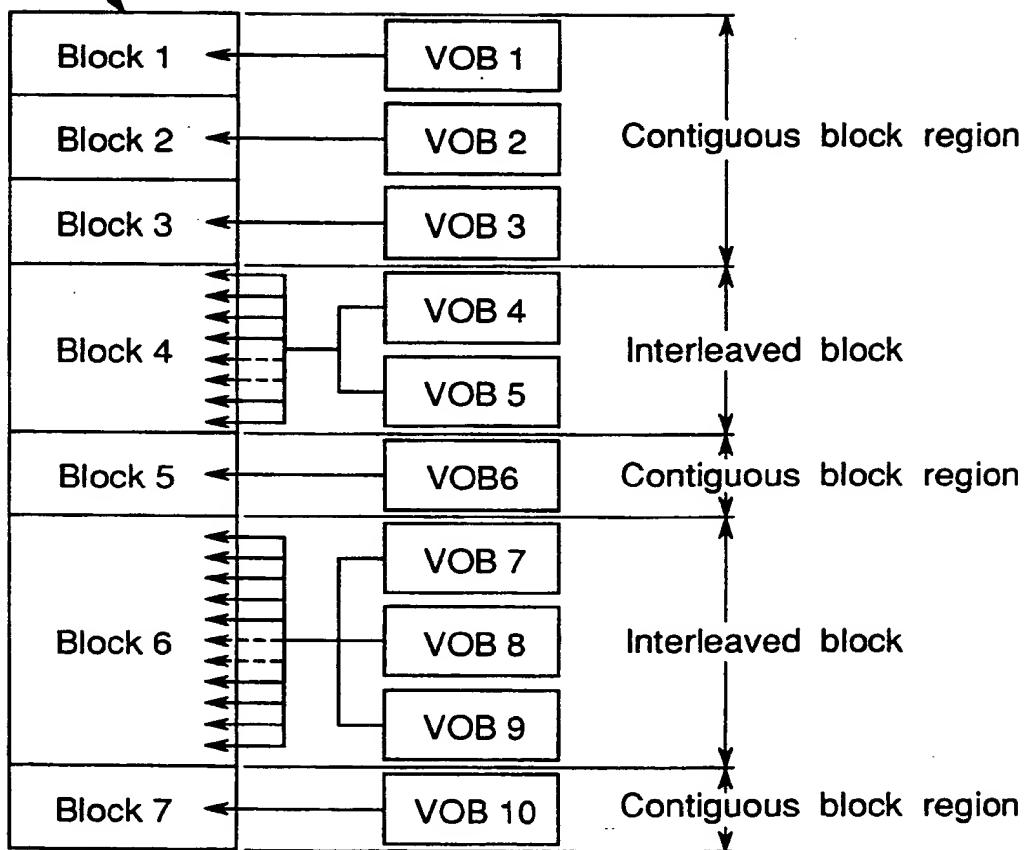 Block 1
VOB 1
Block 2
VOB 2
Contiguous block region
Block 3
VOB 3
VOB 4
Block 4
Interleaved block
VOB 5
Block 5
VOB6
Contiguous block region
VOB 7
Block 6
VOB 8
Interleaved block
VOB 9
Block 7
VOB 10
Contiguous block region